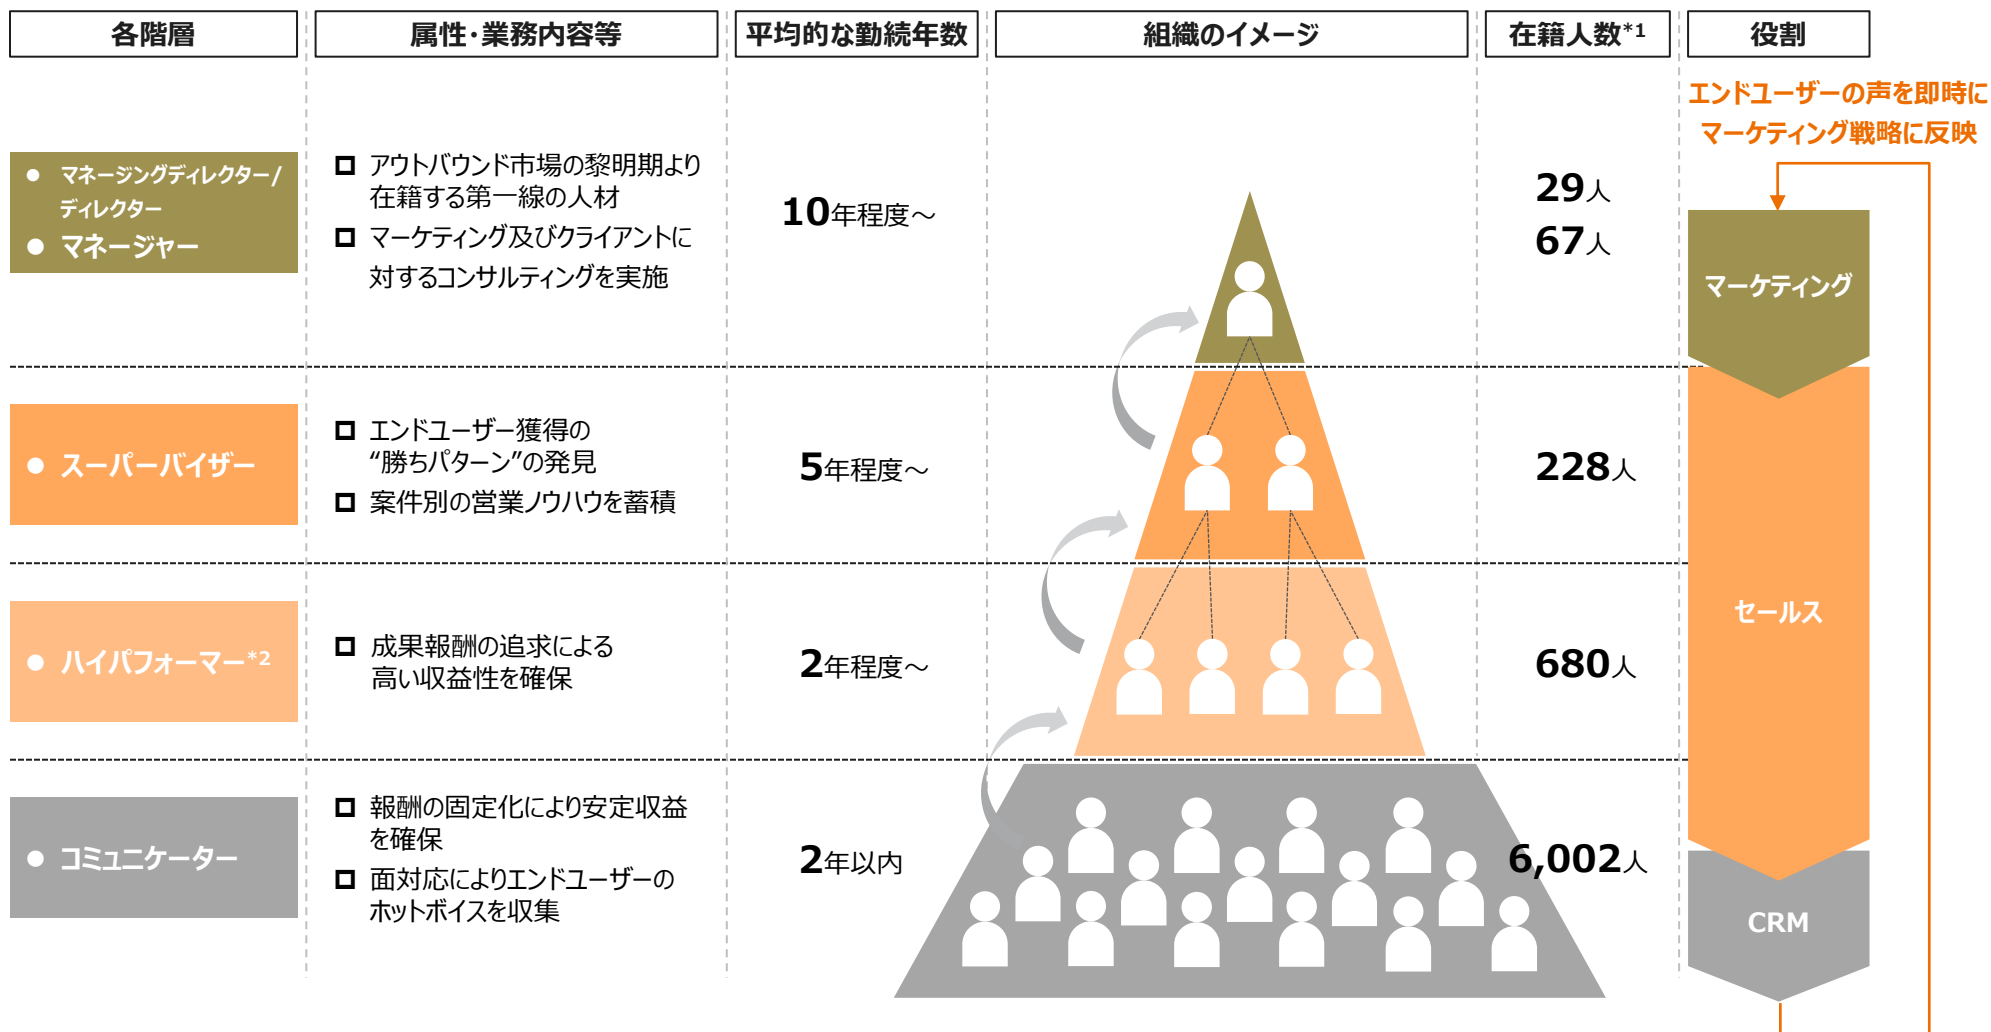 各階層
属性・業務内容等
平均的な勤続年数
組織のイメージ
在籍人数*1
役割
エンドユーザーの声を即時に
マーケティング戦略に反映
● マネージングディレクター/
ディレクター
● マネージャー
アウトバウンド市場の黎明期より
在籍する第一線の人材
マーケティング及びクライアントに
対するコンサルティングを実施
10年程度～
29人
67人
マーケティング
● スーパーバイザー
エンドユーザー獲得の
“勝ちパターン”の発見
案件別の営業ノウハウを蓄積
5年程度～
228人
セールス
● ハイパフォーマー*2
成果報酬の追求による
高い収益性を確保
2年程度～
680人
● コミュニケーター
報酬の固定化により安定収益
を確保
面対応によりエンドユーザーの
ホットボイスを収集
2年以内
6,002人
CRM